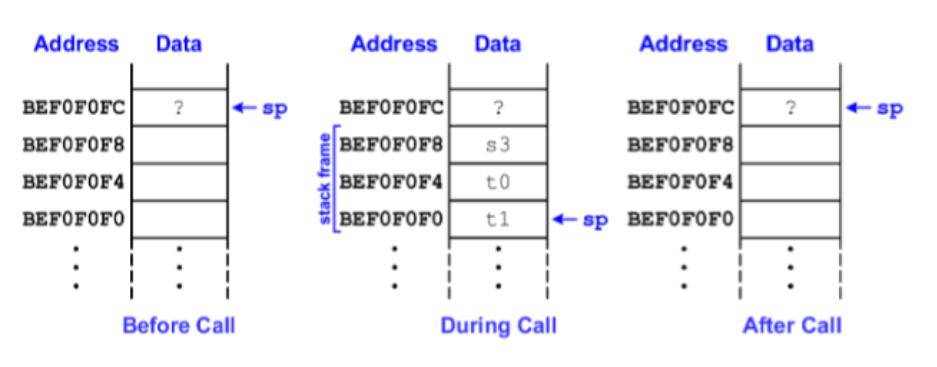 Address Data
BEF0F0FC ? sp
BEF0F0F8
BEF0F0F4
BEF0F0F0
Before Call
Address Data
BEF0F0FC ?
BEF0F0F8 s3
BEF0F0F4 t0
BEF0F0F0 t1 sp
stack frame
During Call
Address Data
BEF0F0FC ? sp
BEF0F0F8
BEF0F0F4
BEF0F0F0
After Call